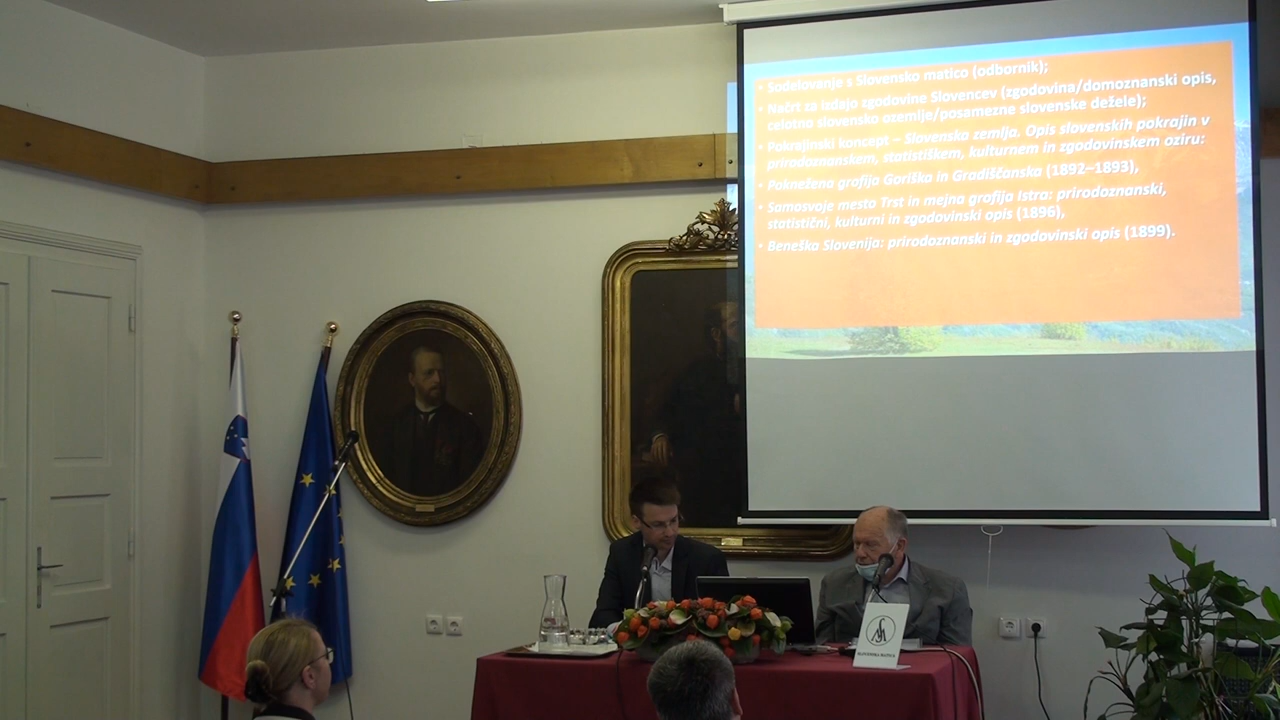 • Sodelovanje s Slovensko matico (odbornik);
• Načrt za izdajo zgodovine Slovencev (zgodovina/domoznanski opis,
celotno slovensko ozemlje/posamezne slovenske dežele);
• Pokrajinski koncept – Slovenska zemlja. Opis slovenskih pokrajin v
prirodoznanskem, statistiškem, kulturnem in zgodovinskem oziru:
• Poknežena grofija Goriška in Gradiščanska (1892–1893),
• Samosvoje mesto Trst in mejna grofija Istra: prirodoznanski,
statistični, kulturni in zgodovinski opis (1896),
• Beneška Slovenija: prirodoznanski in zgodovinski opis (1899).
SLOVENSKA MATICA